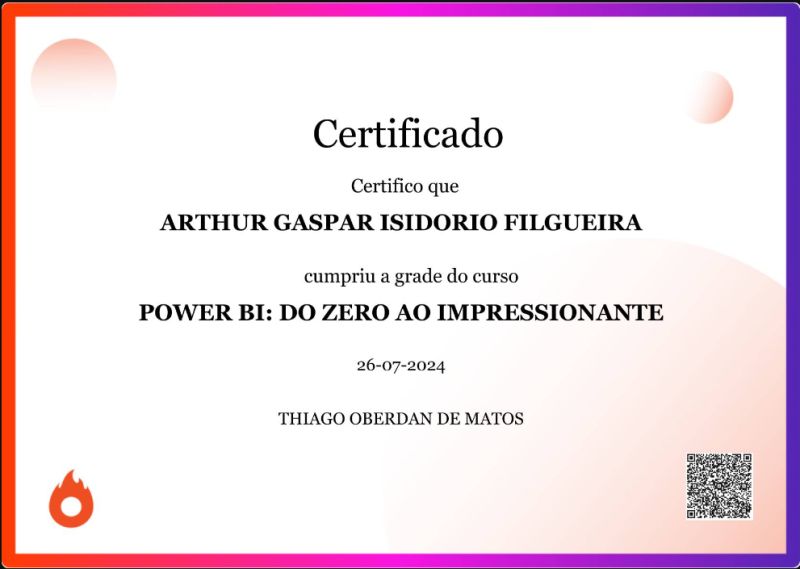 Certificado
Certifico que
ARTHUR GASPAR ISIDORIO FILGUEIRA
cumpriu a grade do curso
POWER BI: DO ZERO AO IMPRESSIONANTE
26-07-2024
THIAGO OBERDAN DE MATOS